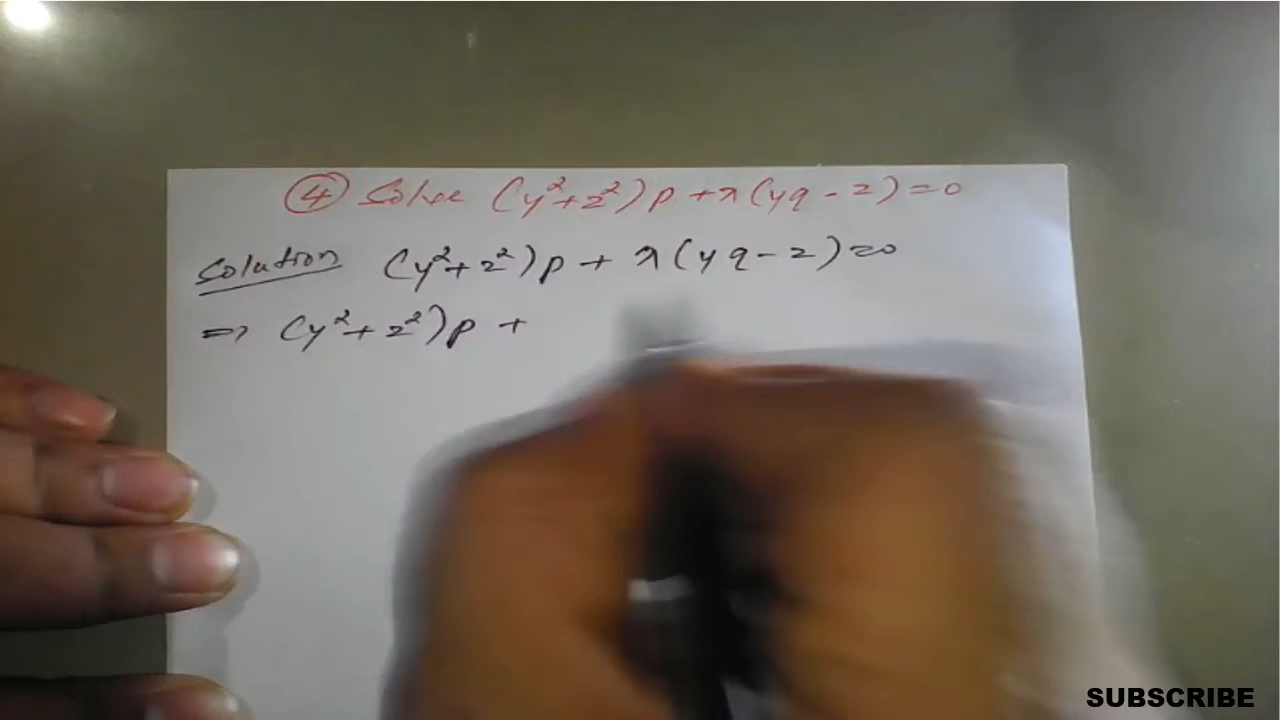 ④ Solve (y²+z²)p + x(yq - z) = 0
Solution (y²+z²)p + x(yq - z) = 0
⇒ (y²+z²)p +
SUBSCRIBE